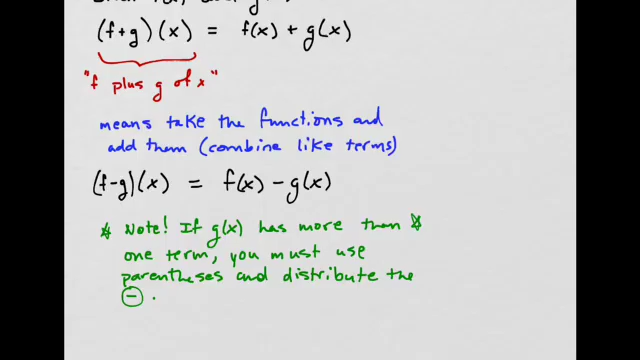 (f+g)(x) = f(x) + g(x)
"f plus g of x"
means take the functions and
add them (combine like terms)
(f-g)(x) = f(x) - g(x)
* Note! If g(x) has more than *
one term, you must use
parentheses and distribute the
- .